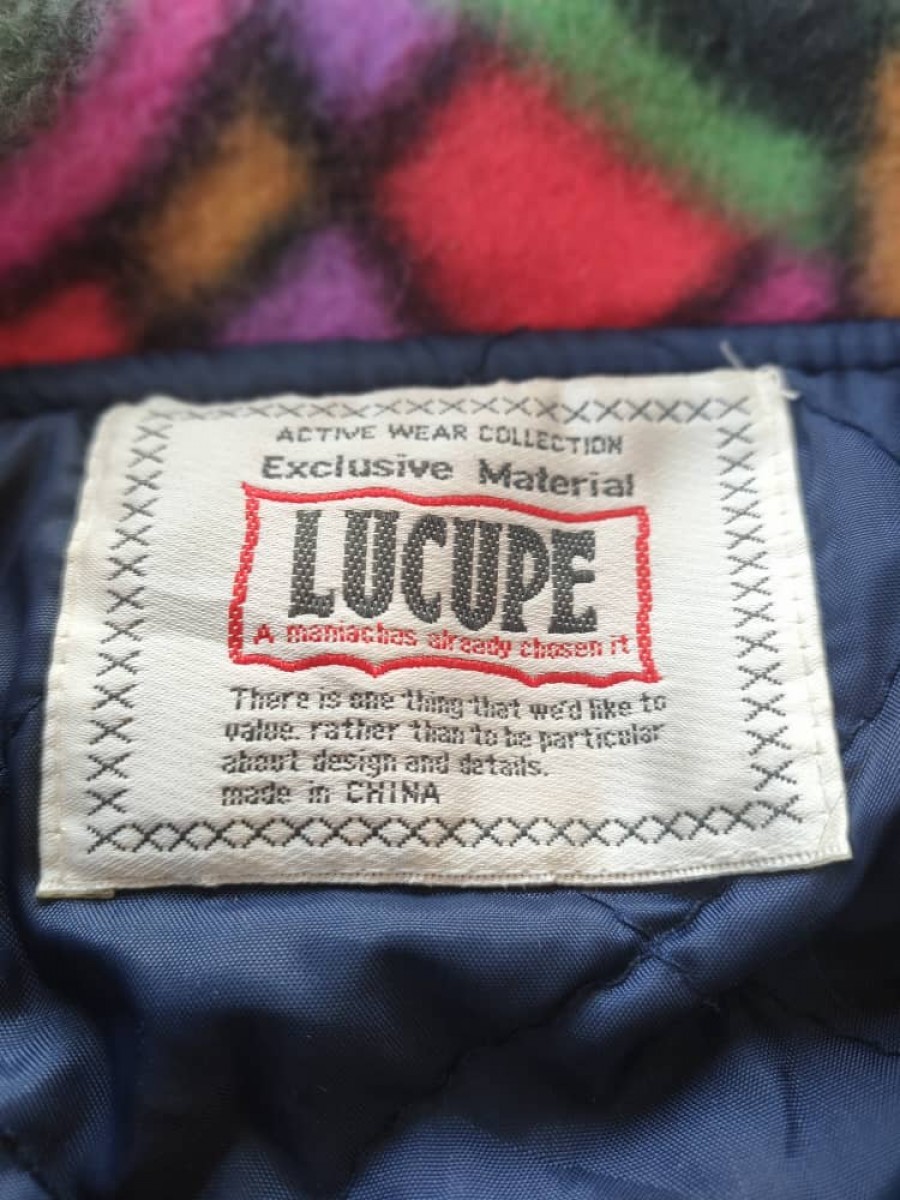 ACTIVE WEAR COLLECTION
Exclusive Material
LUCUPE
A maniachas already chosen it
There is one thing that we'd like to
value. rather than to be particular
about design and details.
made in CHINA